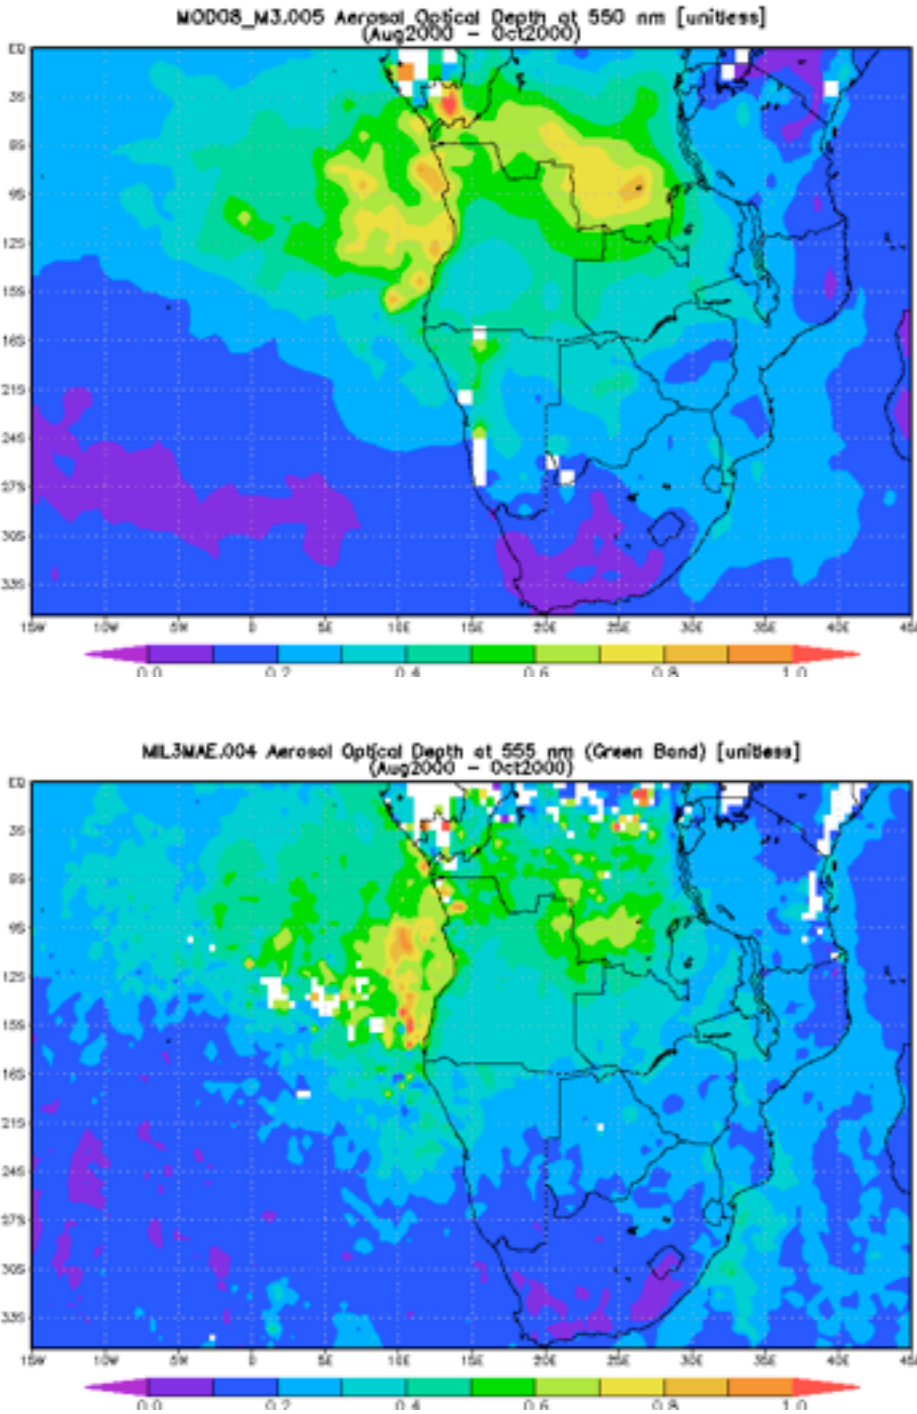 MOD08_M3.005 Aerosol Optical Depth at 550 nm [unitless]
(Aug2000 - Oct2000)
EQ
3S
6S
9S
12S
15S
18S
21S
24S
27S
30S
33S
15W 10W 5W 0 5E 10E 15E 20E 25E 30E 35E 40E
0.0 0.2 0.4 0.6 0.8 1.0
MIL3MAE.004 Aerosol Optical Depth at 555 nm (Green Band) [unitless]
(Aug2000 - Oct2000)
EQ
3S
6S
9S
12S
15S
18S
21S
24S
27S
30S
33S
15W 10W 5W 0 5E 10E 15E 20E 25E 30E 35E 40E
0.0 0.2 0.4 0.6 0.8 1.0